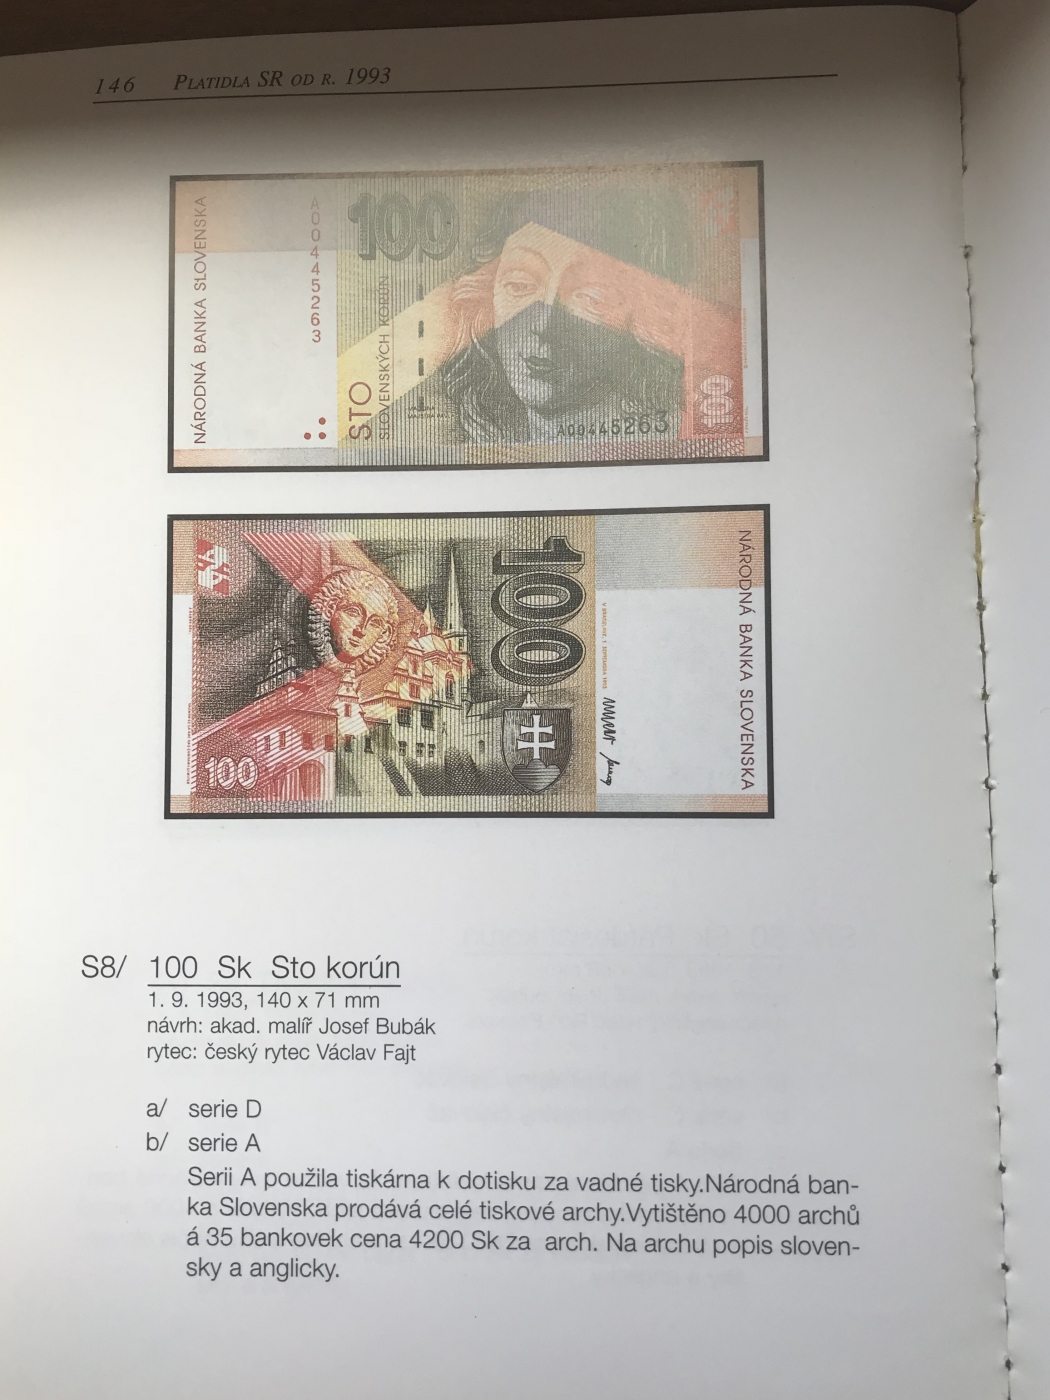 146 PLATIDLA SR OD R. 1993
NÁRODNÁ BANKA SLOVENSKA
A00445263
100
STO
SLOVENSKÝCH KORÚN
A00445263
100
100
100
NÁRODNÁ BANKA SLOVENSKA
S8/ 100 Sk Sto korún
1. 9. 1993, 140 x 71 mm
návrh: akad. malíř Josef Bubák
rytec: český rytec Václav Fajt
a/ serie D
b/ serie A
Serii A použila tiskárna k dotisku za vadné tisky.Národná ban-
ka Slovenska prodává celé tiskové archy.Vytištěno 4000 archů
á 35 bankovek cena 4200 Sk za arch. Na archu popis sloven-
sky a anglicky.